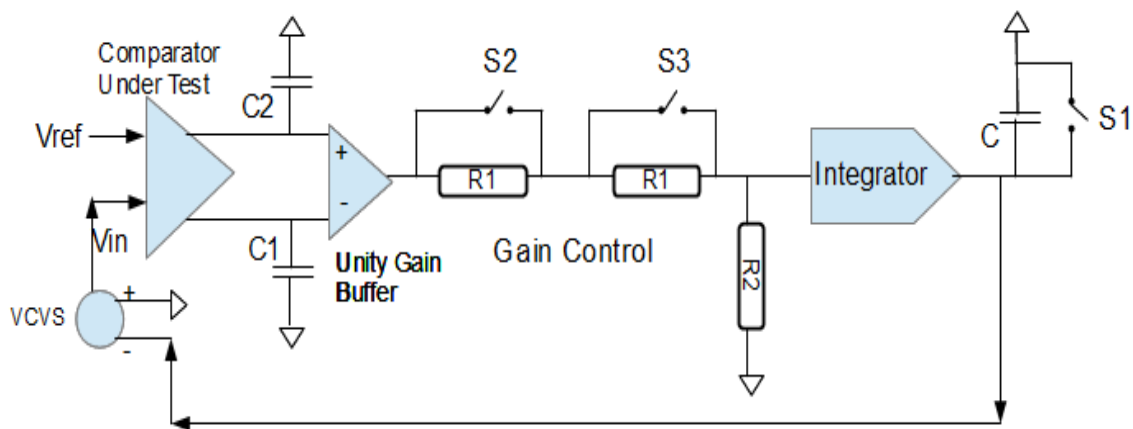 Comparator
Under Test
Vref
Vin
VCVS
+
-
C2
C1
+
-
Unity Gain
Buffer
S2
R1
S3
R1
Gain Control
R2
Integrator
C
S1